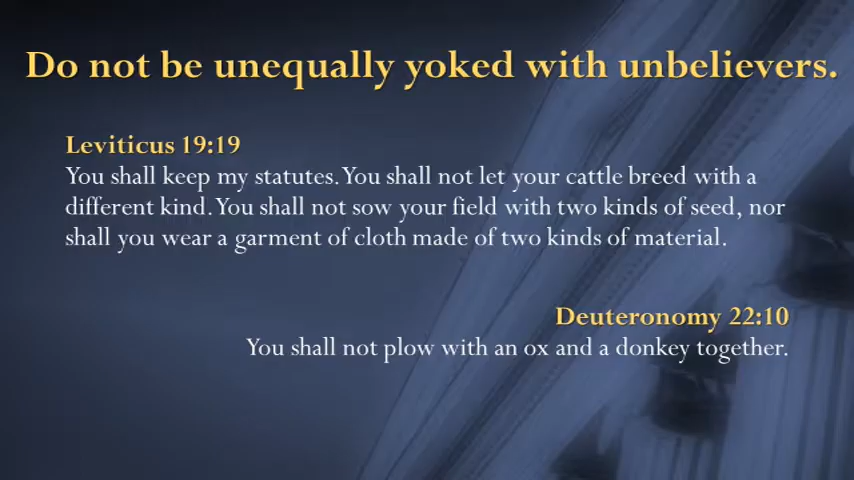 Do not be unequally yoked with unbelievers.
Leviticus 19:19
You shall keep my statutes. You shall not let your cattle breed with a
different kind. You shall not sow your field with two kinds of seed, nor
shall you wear a garment of cloth made of two kinds of material.
Deuteronomy 22:10
You shall not plow with an ox and a donkey together.